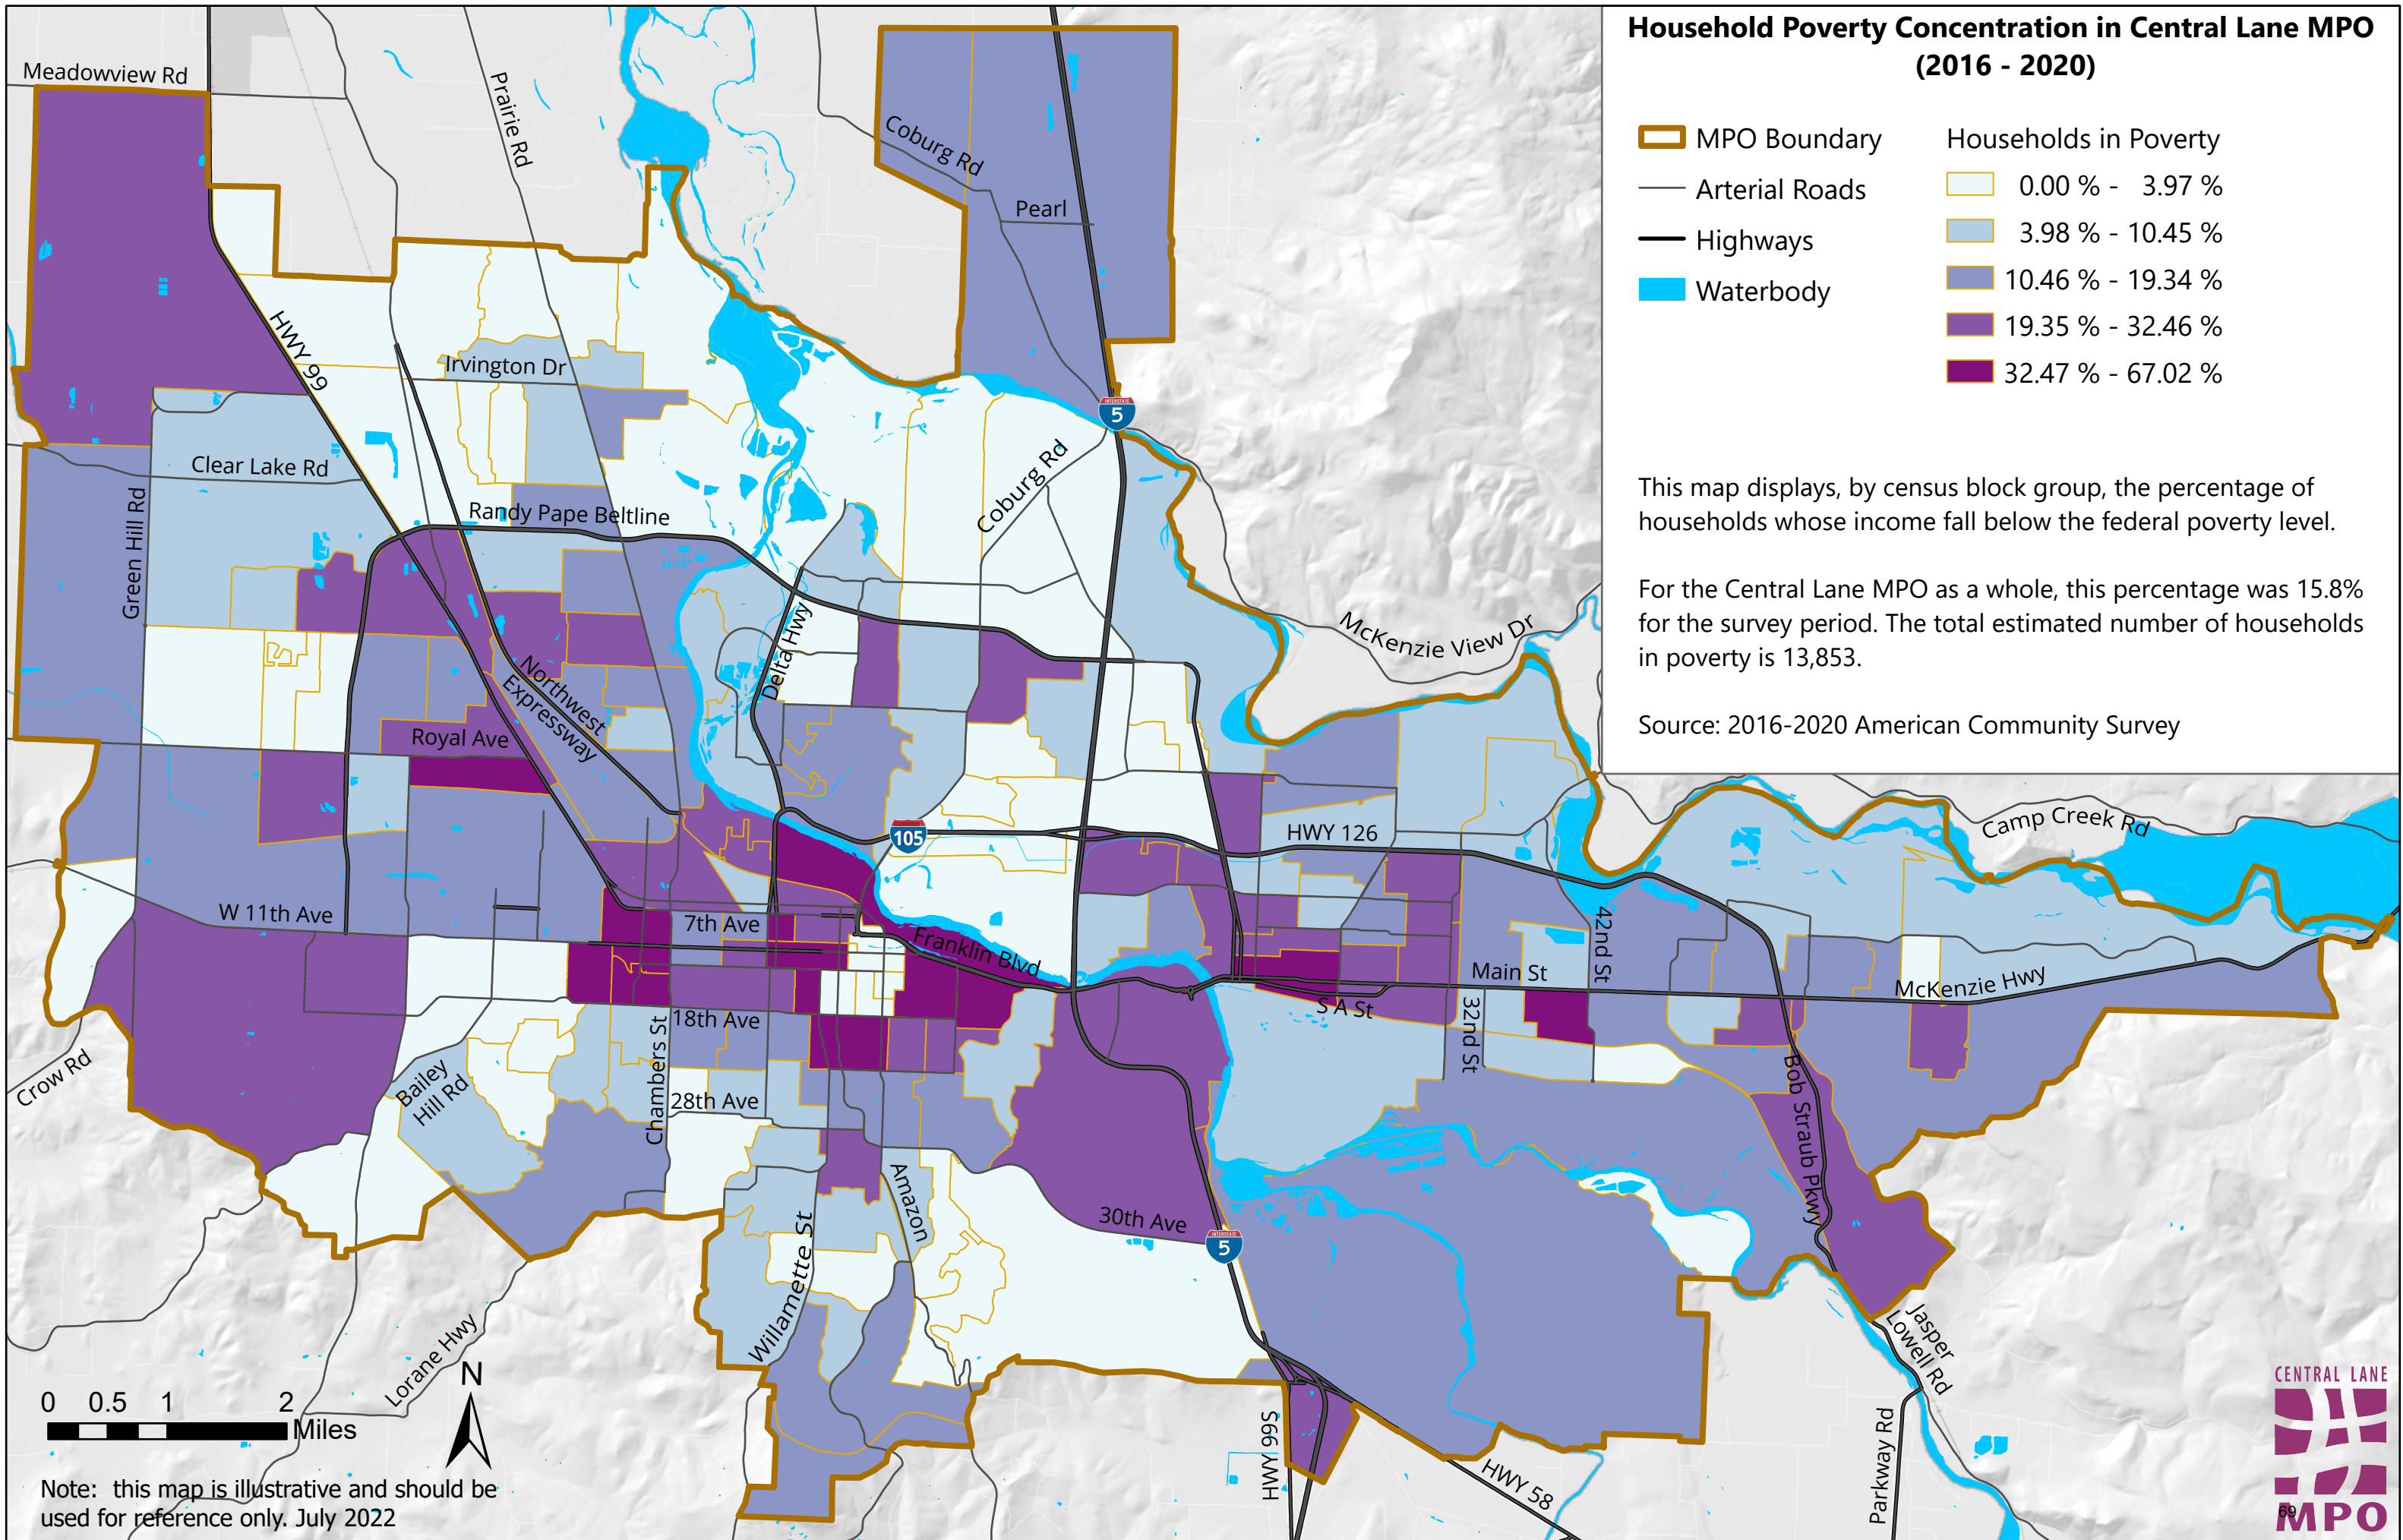 Household Poverty Concentration in Central Lane MPO
(2016 - 2020)
MPO Boundary
Arterial Roads
Highways
Waterbody
Households in Poverty
0.00 % - 3.97 %
3.98 % - 10.45 %
10.46 % - 19.34 %
19.35 % - 32.46 %
32.47 % - 67.02 %
This map displays, by census block group, the percentage of
households whose income fall below the federal poverty level.
For the Central Lane MPO as a whole, this percentage was 15.8%
for the survey period. The total estimated number of households
in poverty is 13,853.
Source: 2016-2020 American Community Survey
Meadowview Rd
Prairie Rd
Coburg Rd
Pearl
HWY 99
Irvington Dr
INTERSTATE
5
Clear Lake Rd
Green Hill Rd
Randy Pape Beltline
Coburg Rd
Delta Hwy
McKenzie View Dr
Northwest
Expressway
Royal Ave
105
HWY 126
Camp Creek Rd
W 11th Ave
7th Ave
Franklin Blvd
42nd St
Main St
McKenzie Hwy
S A St
32nd St
18th Ave
Chambers St
Crow Rd
Bailey
Hill Rd
28th Ave
Bob Straub Pkwy
Amazon
30th Ave
INTERSTATE
5
Willamette St
Lorane Hwy
Jasper
Lowell Rd
HWY 99S
HWY 58
Parkway Rd
N
0 0.5 1 2
Miles
Note: this map is illustrative and should be
used for reference only. July 2022
CENTRAL LANE
MPO
69